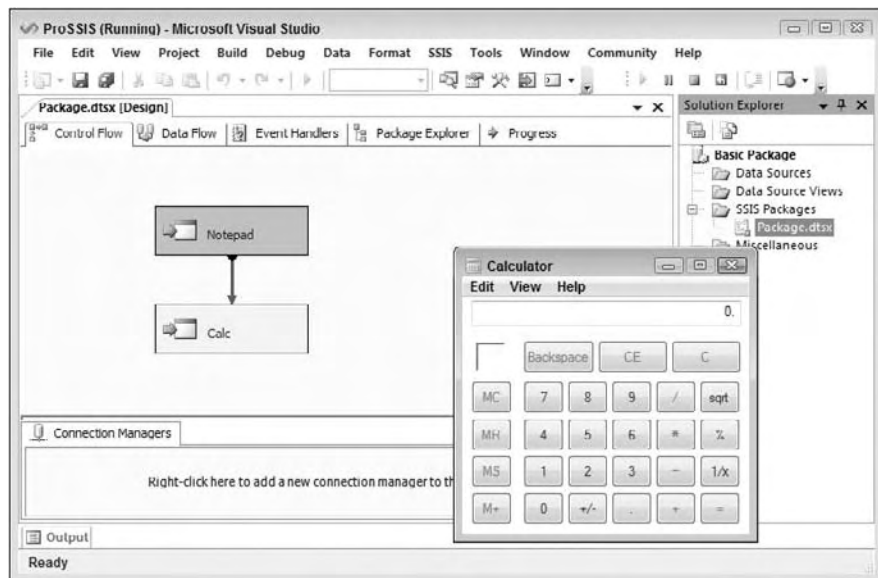 ProSSIS (Running) - Microsoft Visual Studio
File Edit View Project Build Debug Data Format SSIS Tools Window Community Help
Package.dtsx [Design]
Control Flow Data Flow Event Handlers Package Explorer Progress
Notepad
Calc
Connection Managers
Right-click here to add a new connection manager to th
Output
Ready
Solution Explorer
Basic Package
Data Sources
Data Source Views
SSIS Packages
Package.dtsx
Miscellaneous
Calculator
Edit View Help
0.
Backspace CE C
MC 7 8 9 / sqrt
MR 4 5 6 * %
MS 1 2 3 - 1/x
M+ 0 +/- . + =